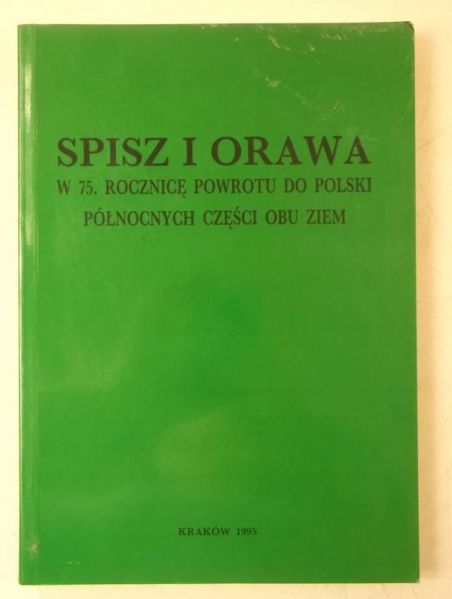 SPISZ I ORAWA
W 75. ROCZNICĘ POWROTU DO POLSKI
PÓŁNOCNYCH CZĘŚCI OBU ZIEM
KRAKÓW 1995